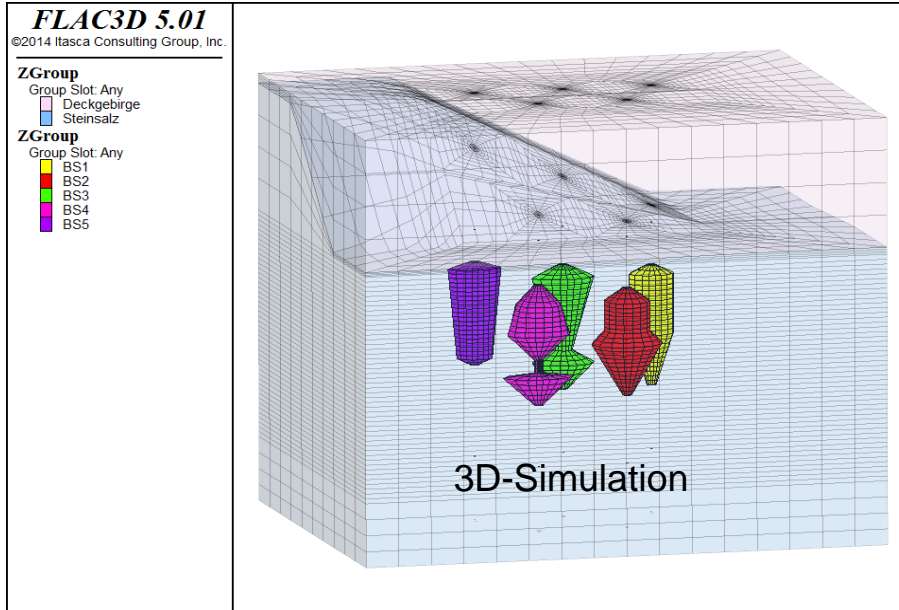 FLAC3D 5.01
©2014 Itasca Consulting Group, Inc.
ZGroup
Group Slot: Any
Deckgebirge
Steinsalz
ZGroup
Group Slot: Any
BS1
BS2
BS3
BS4
BS5
3D-Simulation